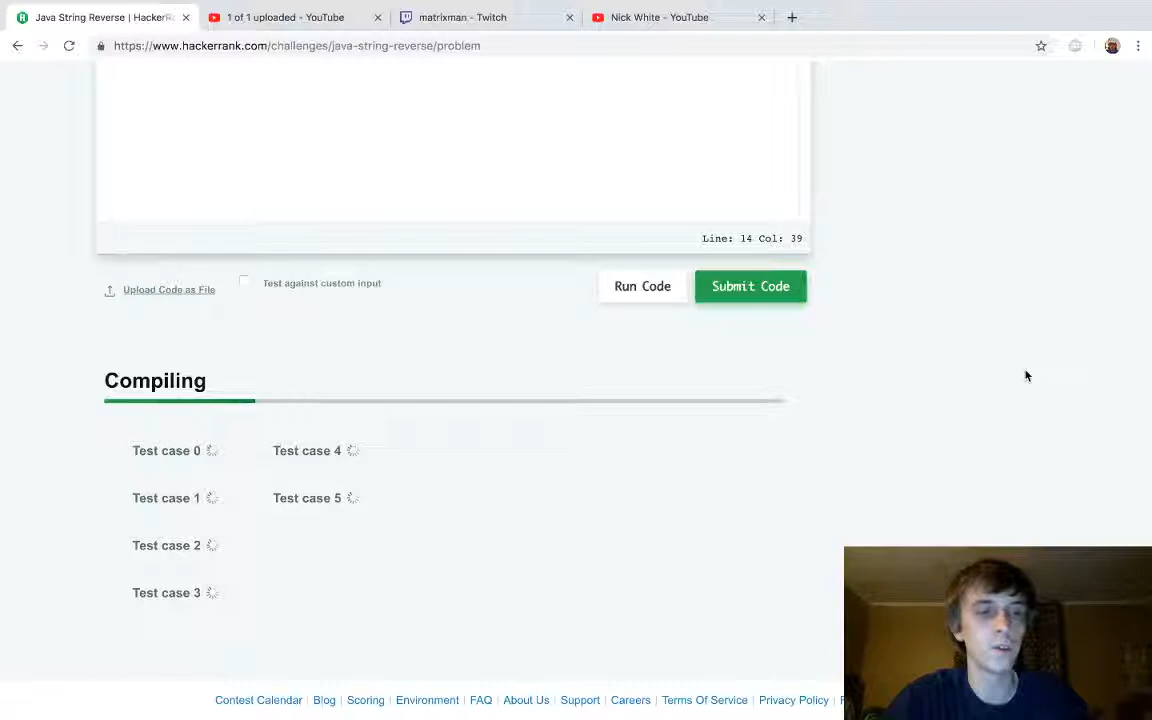 Java String Reverse | HackerRa
1 of 1 uploaded - YouTube
matrixman - Twitch
Nick White - YouTube
https://www.hackerrank.com/challenges/java-string-reverse/problem
Line: 14 Col: 39
Upload Code as File
Test against custom input
Run Code
Submit Code
Compiling
Test case 0
Test case 4
Test case 1
Test case 5
Test case 2
Test case 3
Contest Calendar | Blog | Scoring | Environment | FAQ | About Us | Support | Careers | Terms Of Service | Privacy Policy |